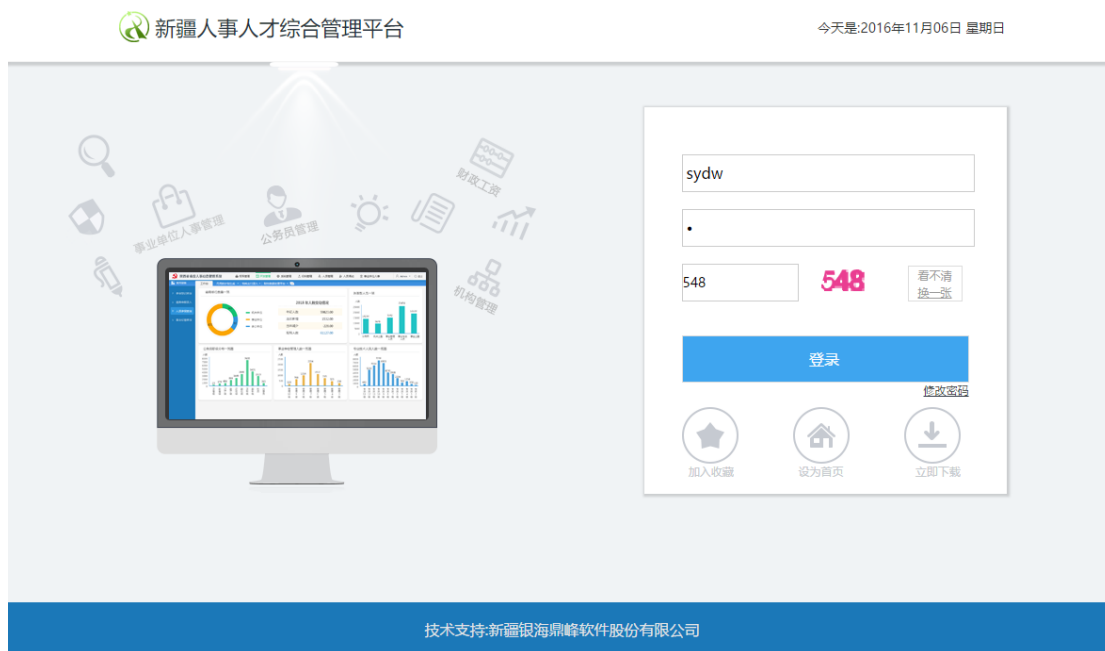 新疆人事人才综合管理平台
今天是:2016年11月06日 星期日
财政工资
事业单位人事管理
公务员管理
机构管理
sydw
•
548
548
看不清
换一张
登录
修改密码
加入收藏
设为首页
立即下载
技术支持:新疆银海鼎峰软件股份有限公司